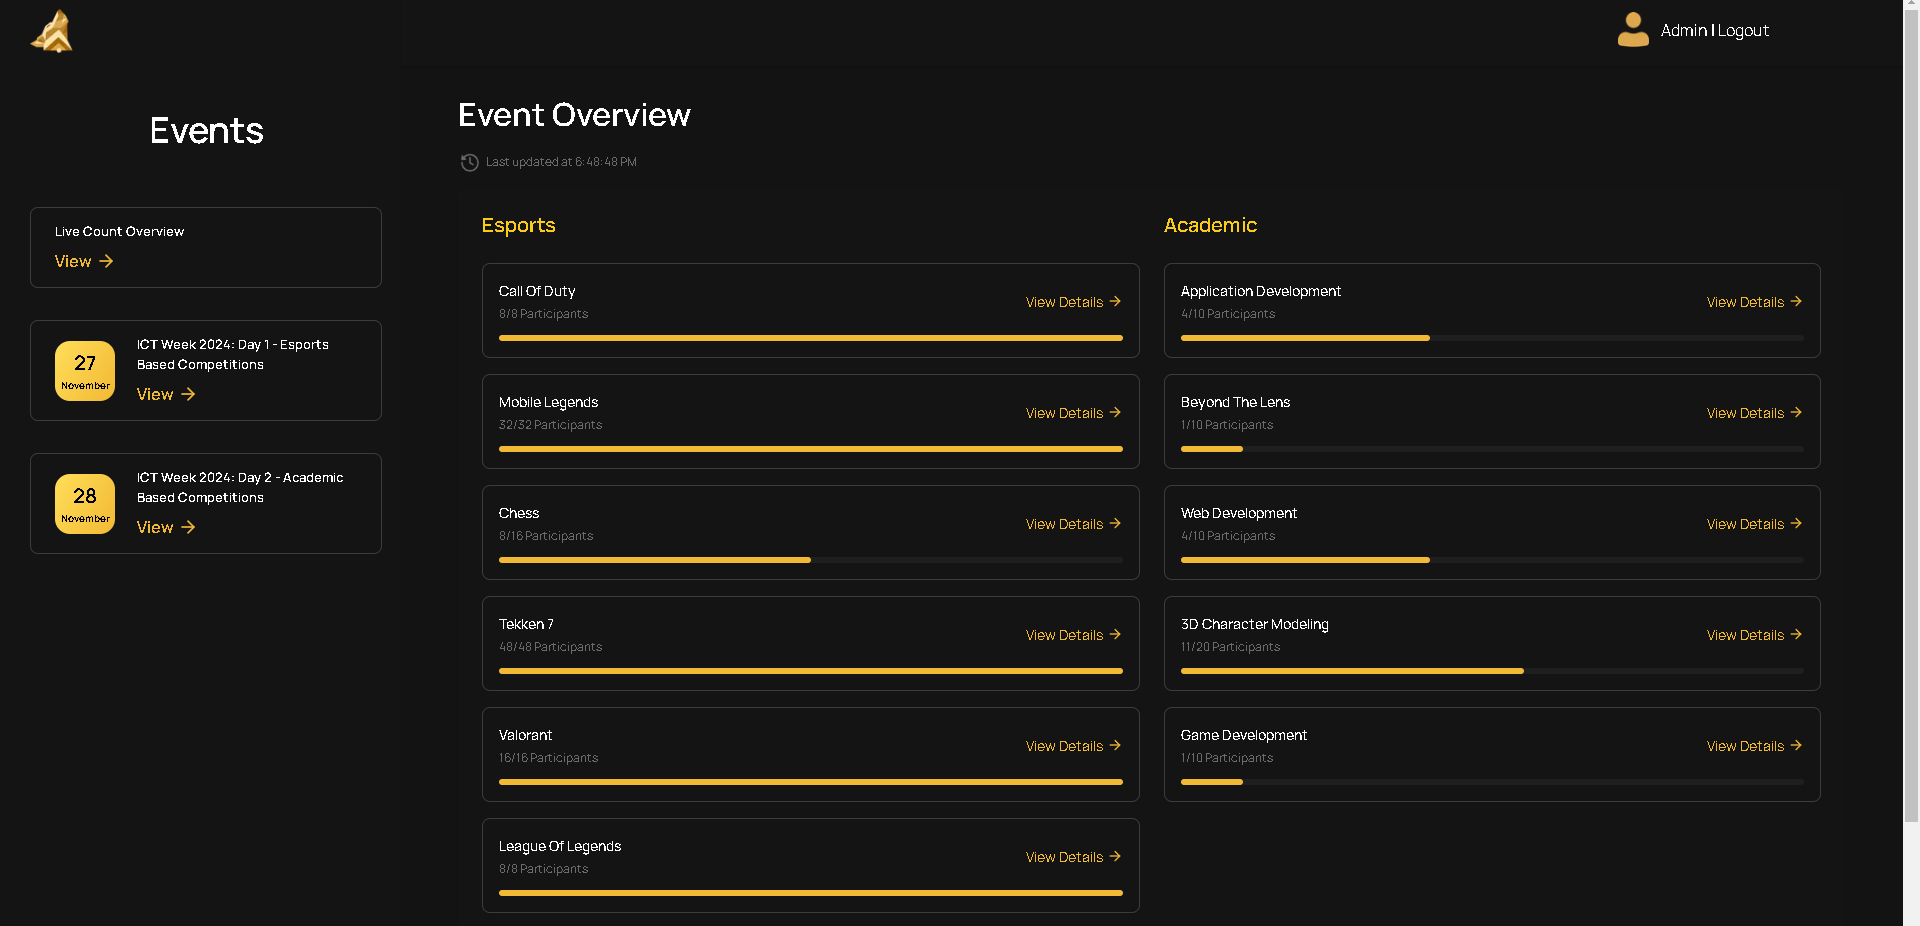 Admin | Logout
Events
Live Count Overview
View
27
November
ICT Week 2024: Day 1 - Esports
Based Competitions
View
28
November
ICT Week 2024: Day 2 - Academic
Based Competitions
View
Event Overview
Last updated at 6:48:48 PM
Esports
Call Of Duty
8/8 Participants
View Details
Mobile Legends
32/32 Participants
View Details
Chess
8/16 Participants
View Details
Tekken 7
48/48 Participants
View Details
Valorant
16/16 Participants
View Details
League Of Legends
8/8 Participants
View Details
Academic
Application Development
4/10 Participants
View Details
Beyond The Lens
1/10 Participants
View Details
Web Development
4/10 Participants
View Details
3D Character Modeling
11/20 Participants
View Details
Game Development
1/10 Participants
View Details